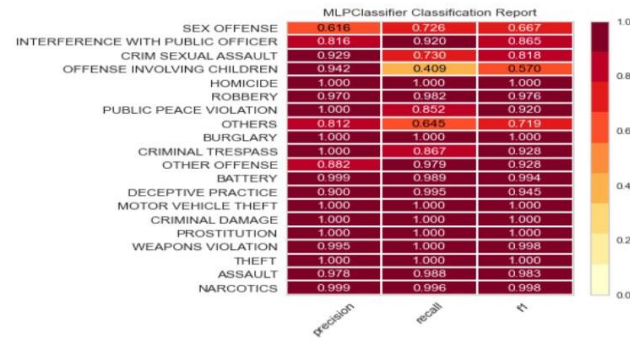 MLPClassifier Classification Report
SEX OFFENSE 0.616 0.726 0.667
INTERFERENCE WITH PUBLIC OFFICER 0.816 0.920 0.865
CRIM SEXUAL ASSAULT 0.929 0.730 0.818
OFFENSE INVOLVING CHILDREN 0.942 0.409 0.570
HOMICIDE 1.000 1.000 1.000
ROBBERY 0.970 0.982 0.976
PUBLIC PEACE VIOLATION 1.000 0.852 0.920
OTHERS 0.812 0.645 0.719
BURGLARY 1.000 1.000 1.000
CRIMINAL TRESPASS 1.000 0.867 0.928
OTHER OFFENSE 0.882 0.979 0.928
BATTERY 0.999 0.989 0.994
DECEPTIVE PRACTICE 0.900 0.995 0.945
MOTOR VEHICLE THEFT 1.000 1.000 1.000
CRIMINAL DAMAGE 1.000 1.000 1.000
PROSTITUTION 1.000 1.000 1.000
WEAPONS VIOLATION 0.995 1.000 0.998
THEFT 1.000 1.000 1.000
ASSAULT 0.978 0.988 0.983
NARCOTICS 0.999 0.996 0.998
precision recall f1
1.0
0.8
0.6
0.4
0.2
0.0